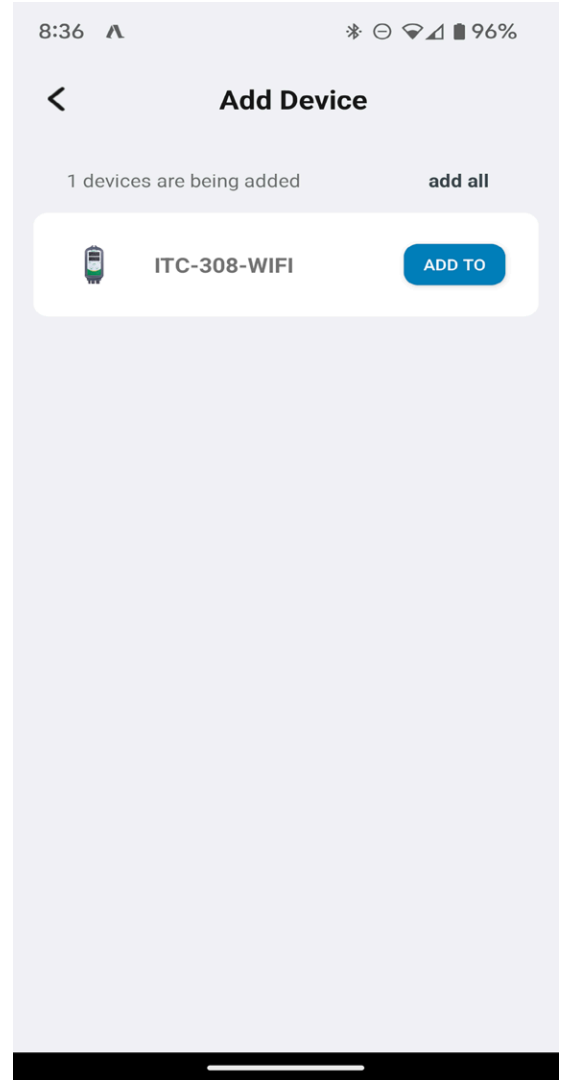 8:36 96%
Add Device
1 devices are being added add all
ITC-308-WIFI ADD TO